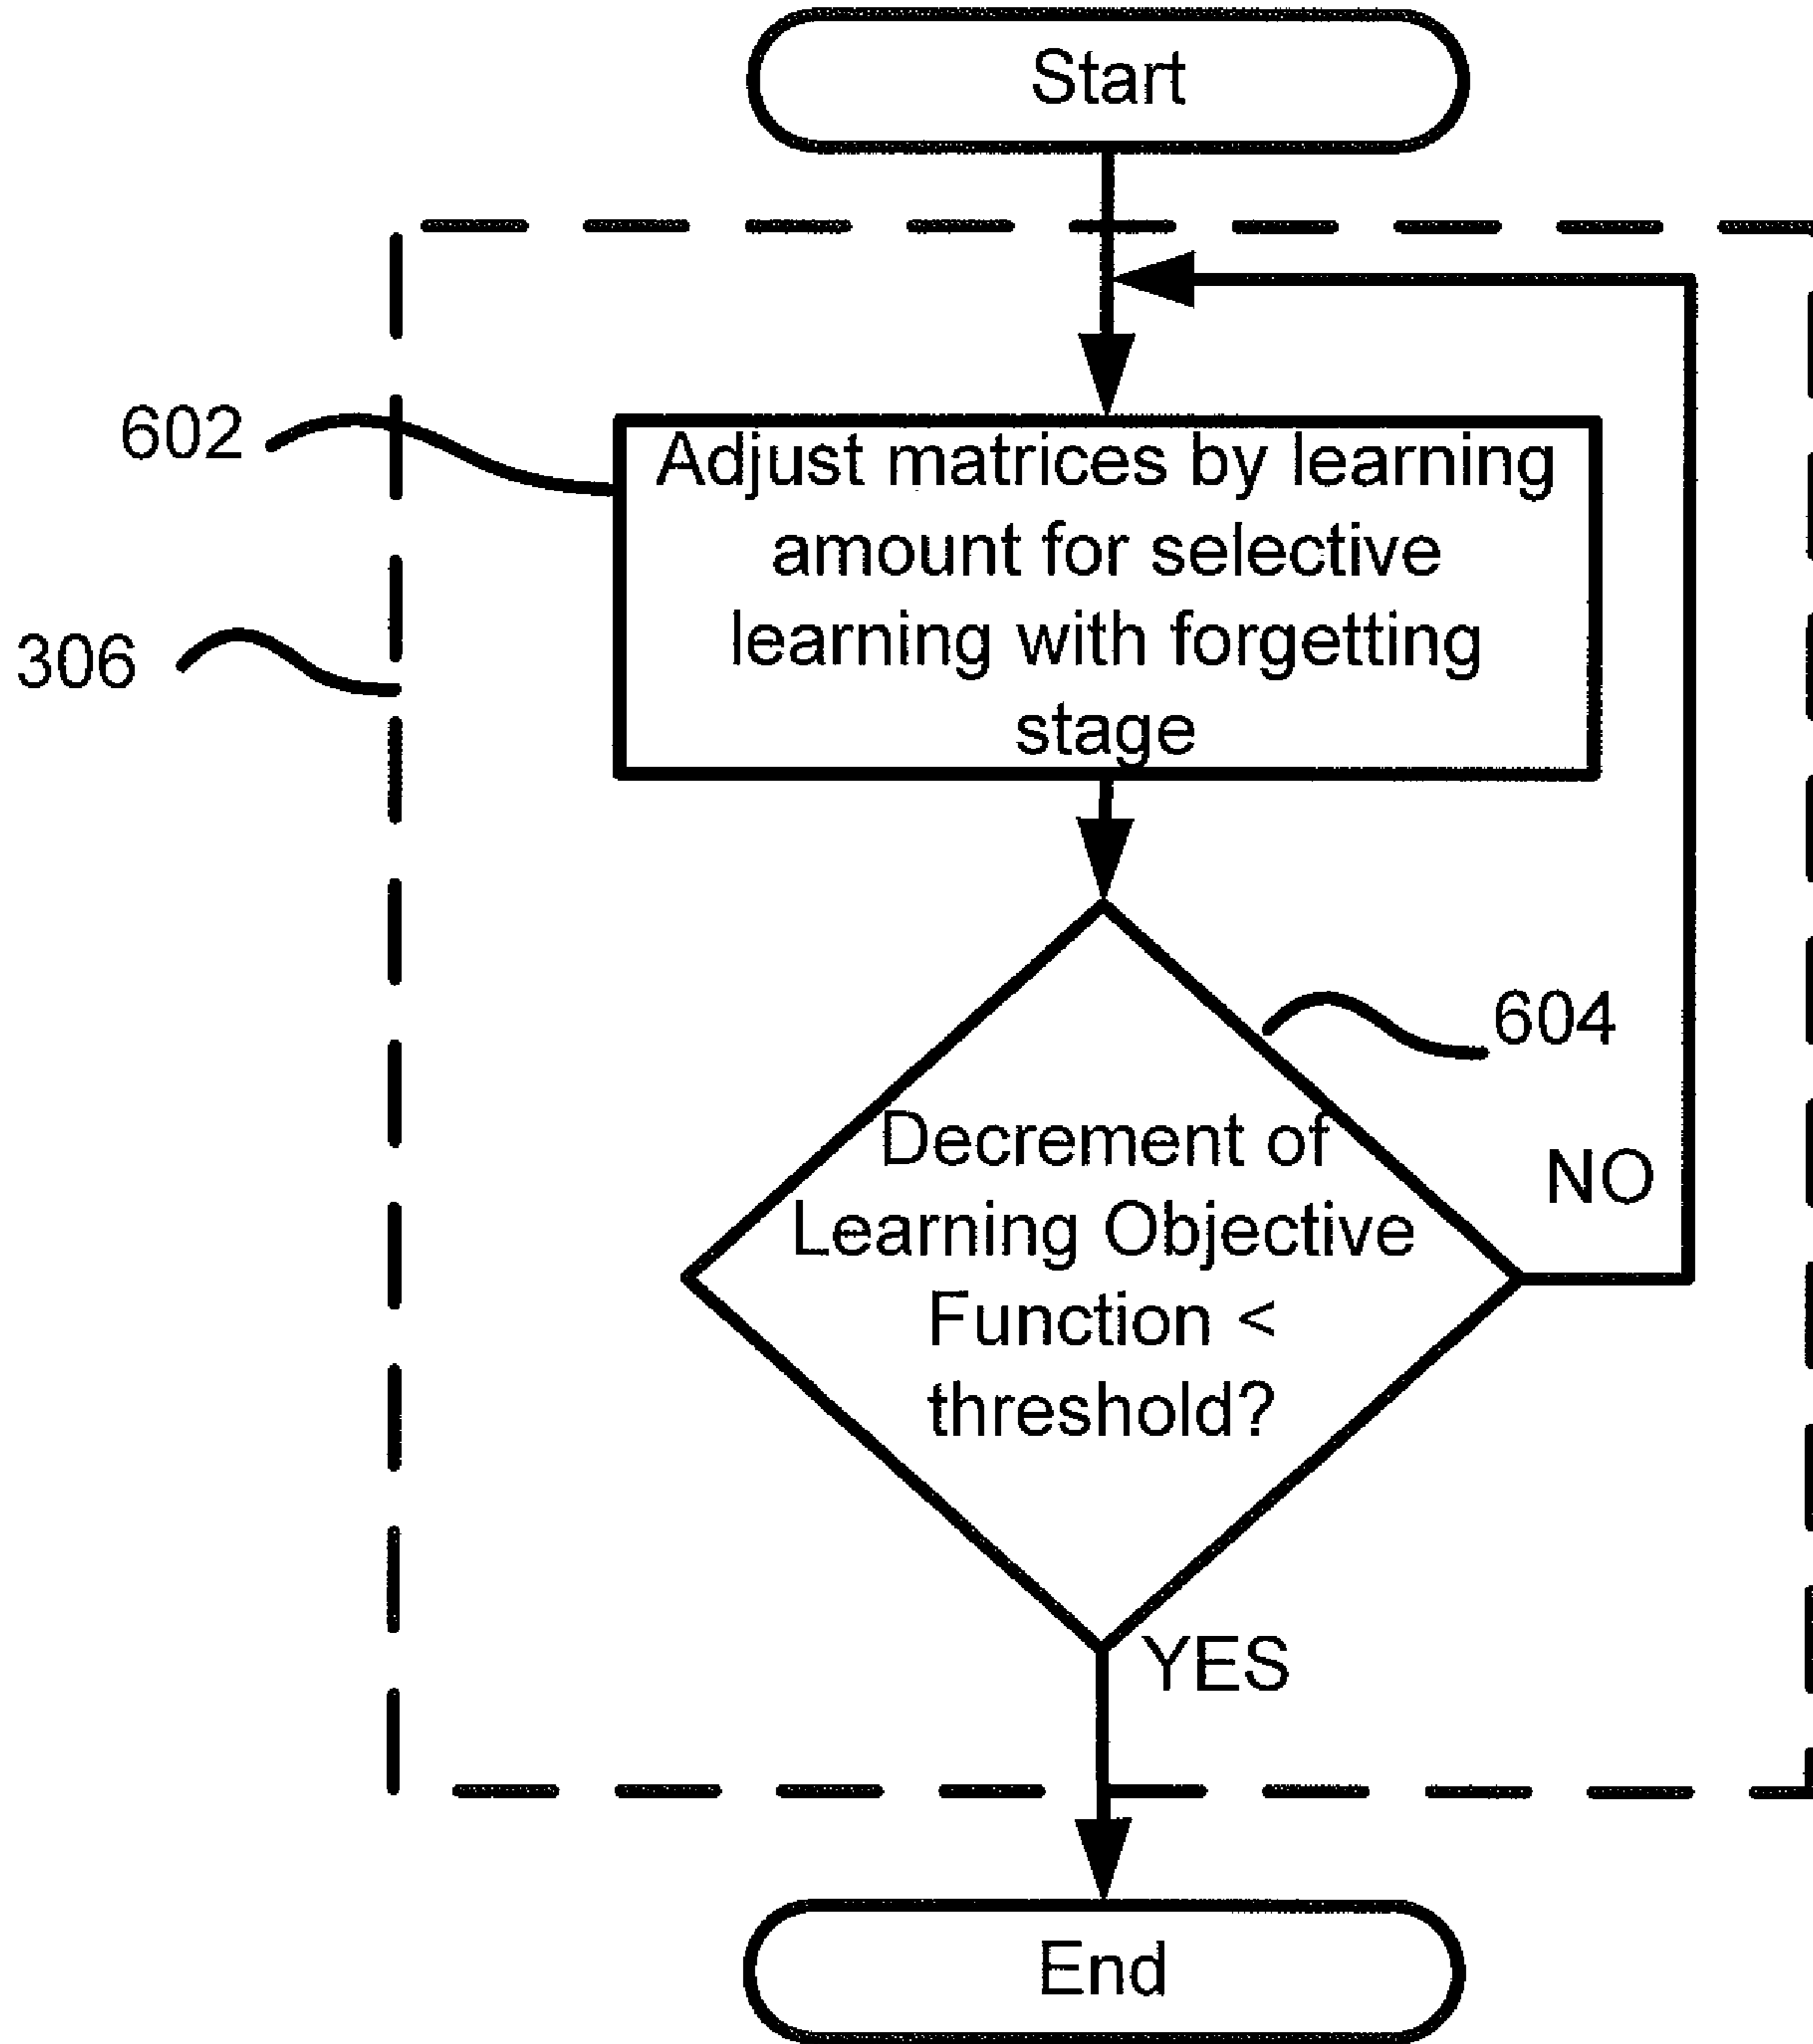 Start
602
Adjust matrices by learning
amount for selective
learning with forgetting
stage
306
604
Decrement of
Learning Objective
Function <
threshold?
NO
YES
End